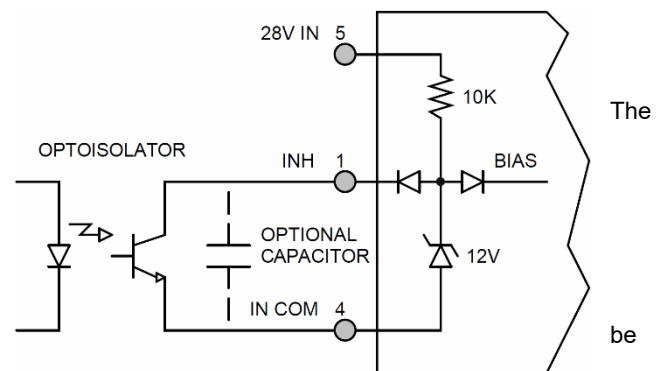 28V IN 5
10K
The
OPTOISOLATOR
INH 1
BIAS
OPTIONAL
CAPACITOR
12V
IN COM 4
be